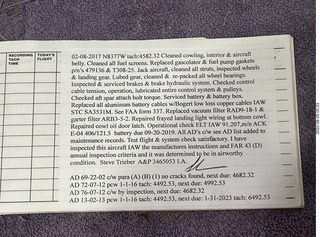 RECORDING TACH TIME
TODAY'S FLIGHT
02-08-2017 N8377W tach:4582.32 Cleaned cowling, interior & aircraft
belly. Cleaned all fuel screens. Replaced gascolator & fuel pump gaskets
p/n's 479136 & T308-25. Jack aircraft, cleaned all struts, inspected wheels
& landing gear. Lubed gear, cleaned & re-packed all wheel bearings.
Inspected & serviced brakes & brake hydraulic system. Checked control
cable tension, operation, lubricated entire control system & pulleys.
Checked all spar attach bolt torque. Serviced battery & battery box.
Replaced all aluminum battery cables w/Bogert low loss copper cables IAW
STC SA3531M. See FAA form 337. Replaced vacuum filter RAD9-18-1 &
garter filter ARB3-5-2. Repaired frayed landing light wiring at bottom cowl.
Repaired cowl oil door latch. Operational check ELT IAW 91.207,m/n ACK
E-04 406/121.5 battery due 09-20-2019. All AD's c/w see AD list added to
maintenance records. Test flight & system check satisfactory. I have
inspected this aircraft IAW the manufacturers instructions and FAR 43 (D)
annual inspection criteria and it was determined to be in airworthy
condition. Steve Trieber A&P 3465053 I.A.
AD 69-22-02 c/w para (A) (B) (1) no cracks found, next due: 4682.32
AD 72-07-12 pcw 1-1-16 tach: 4492.53, next due: 4992.53
AD 76-07-12 c/w by inspection, next due: 4682.32
AD 13-02-13 pcw 1-1-16 tach: 4492.53, next due: 1-31-2023 tach: 6492.53